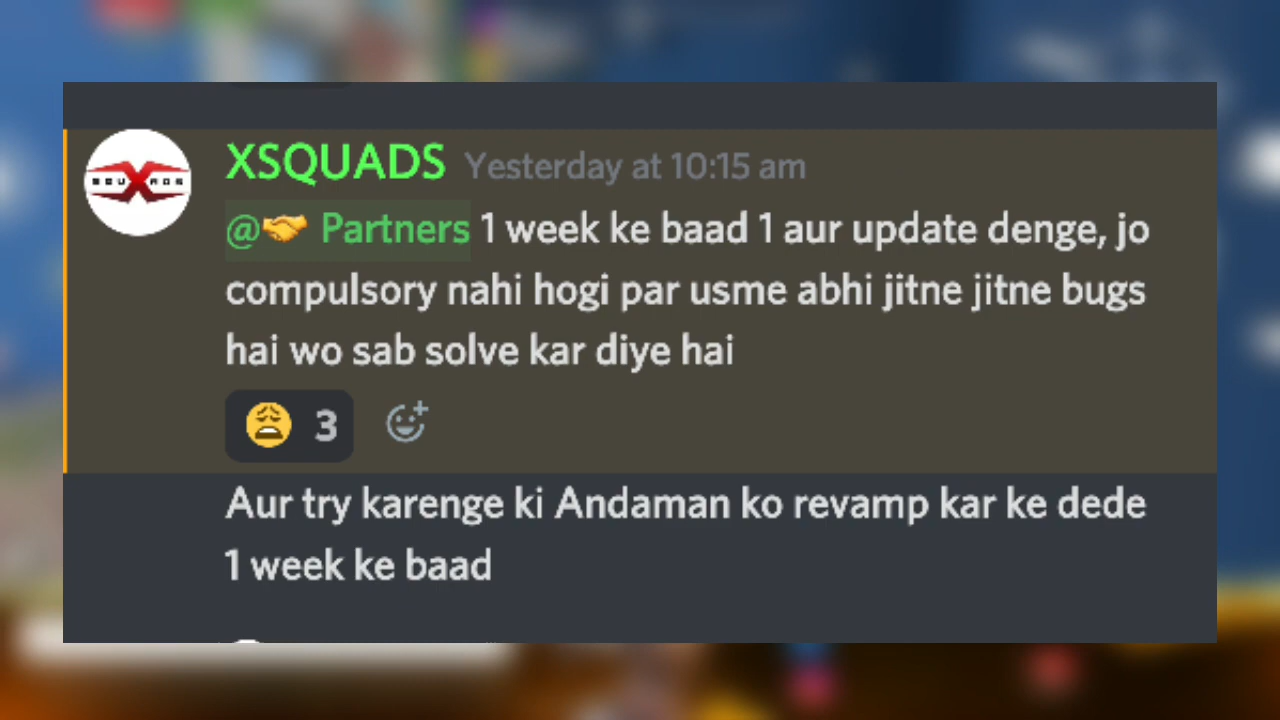 SQUADS
XSQUADS Yesterday at 10:15 am
@🤝 Partners 1 week ke baad 1 aur update denge, jo
compulsory nahi hogi par usme abhi jitne jitne bugs
hai wo sab solve kar diye hai
😩 3
Aur try karenge ki Andaman ko revamp kar ke dede
1 week ke baad